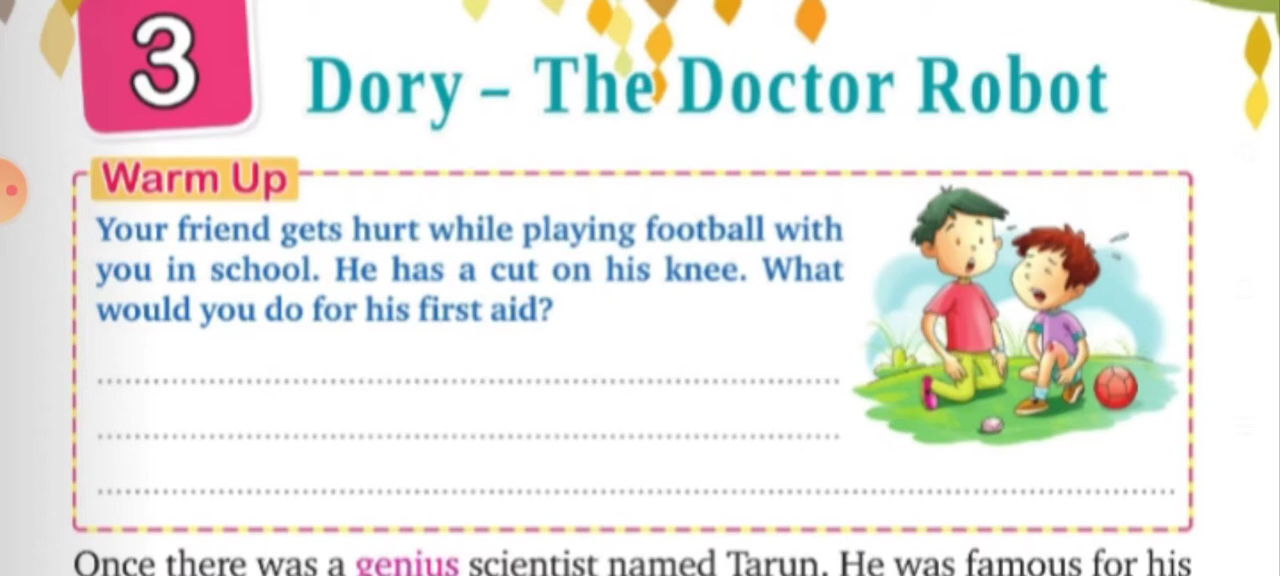 3
Dory – The Doctor Robot
Warm Up
Your friend gets hurt while playing football with
you in school. He has a cut on his knee. What
would you do for his first aid?
Once there was a genius scientist named Tarun. He was famous for his